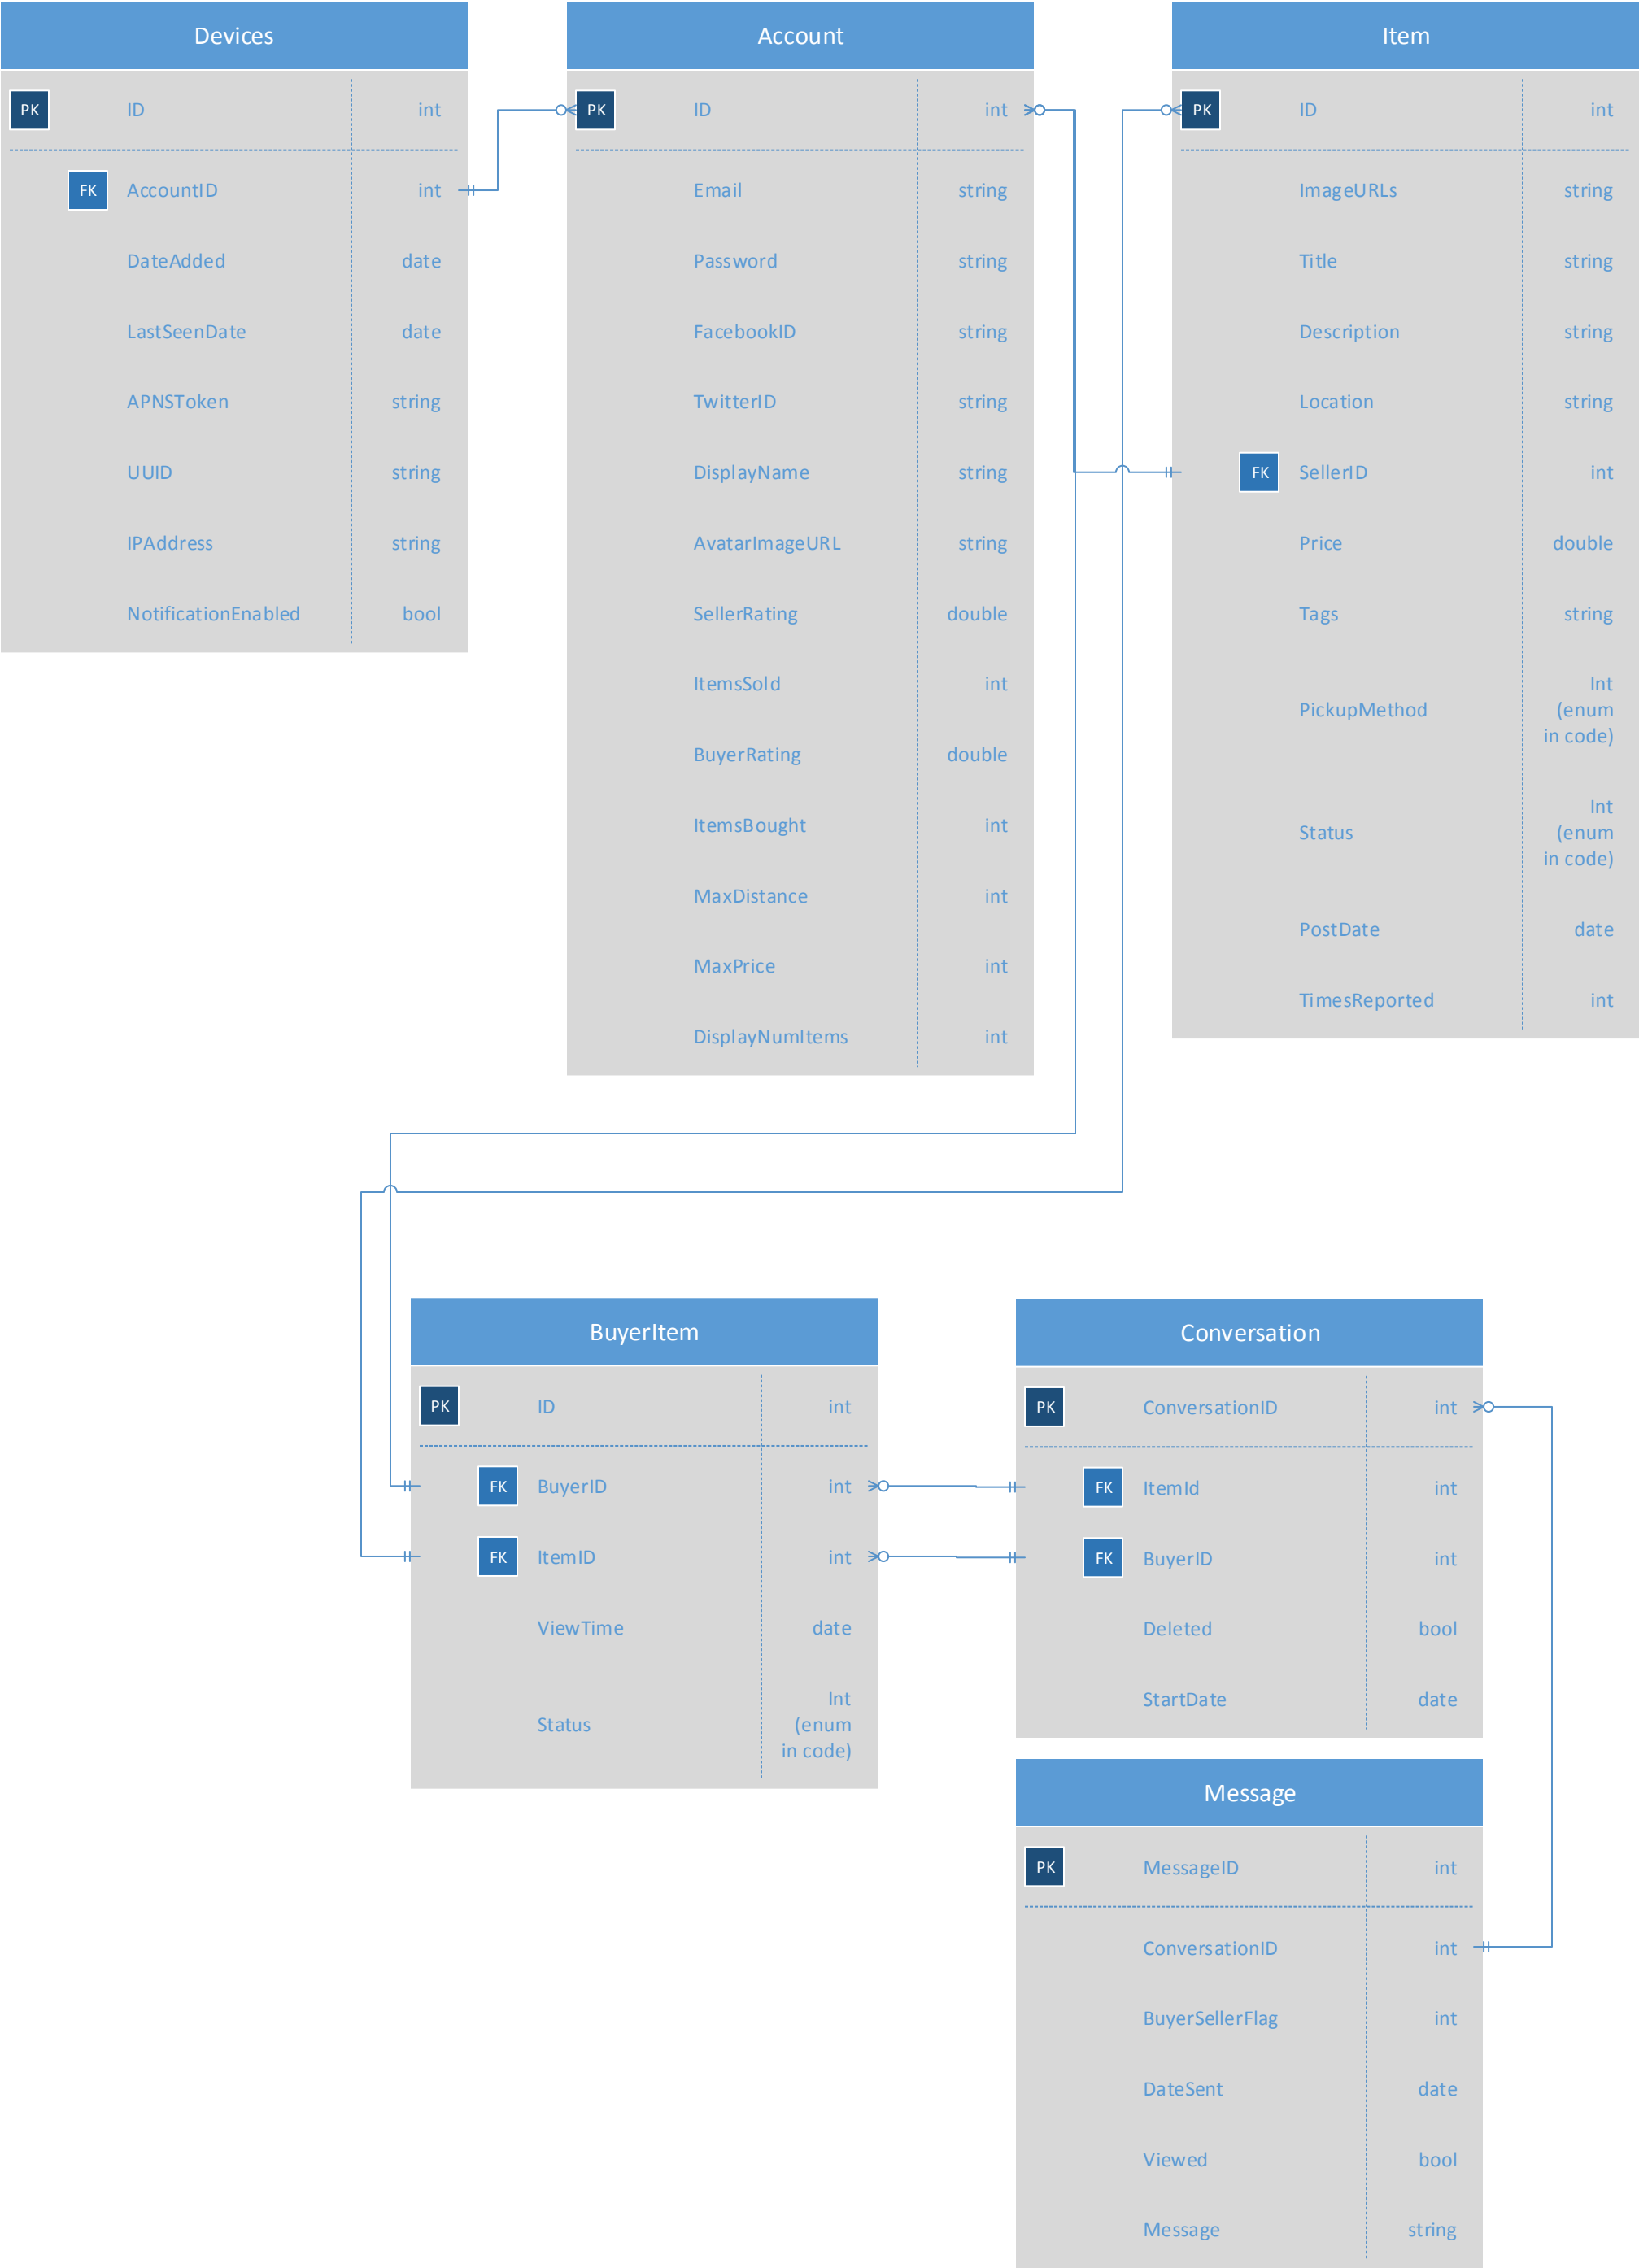 Devices
PK ID int
FK AccountID int
DateAdded date
LastSeenDate date
APNSToken string
UUID string
IPAddress string
NotificationEnabled bool
Account
PK ID int
Email string
Password string
FacebookID string
TwitterID string
DisplayName string
AvatarImageURL string
SellerRating double
ItemsSold int
BuyerRating double
ItemsBought int
MaxDistance int
MaxPrice int
DisplayNumItems int
Item
PK ID int
ImageURLs string
Title string
Description string
Location string
FK SellerID int
Price double
Tags string
Int
PickupMethod (enum
in code)
Int
Status (enum
in code)
PostDate date
TimesReported int
BuyerItem
PK ID int
FK BuyerID int
FK ItemID int
ViewTime date
Int
Status (enum
in code)
Conversation
PK ConversationID int
FK ItemId int
FK BuyerID int
Deleted bool
StartDate date
Message
PK MessageID int
ConversationID int
BuyerSellerFlag int
DateSent date
Viewed bool
Message string